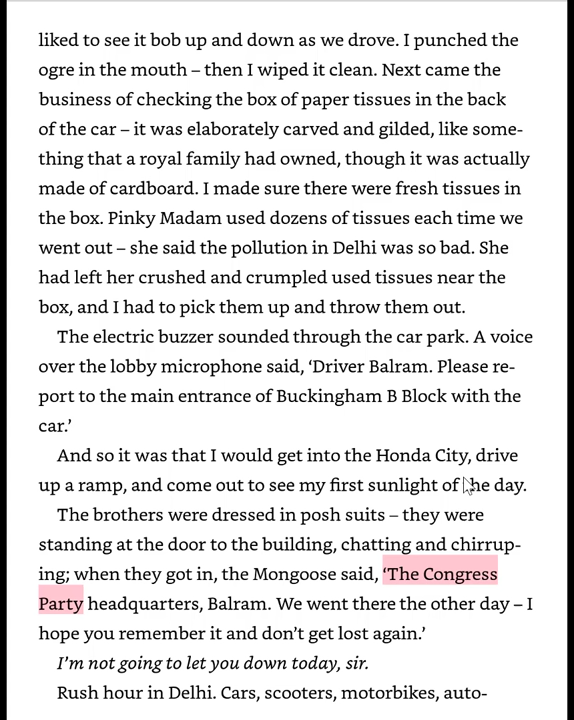 liked to see it bob up and down as we drove. I punched the
ogre in the mouth – then I wiped it clean. Next came the
business of checking the box of paper tissues in the back
of the car – it was elaborately carved and gilded, like some-
thing that a royal family had owned, though it was actually
made of cardboard. I made sure there were fresh tissues in
the box. Pinky Madam used dozens of tissues each time we
went out – she said the pollution in Delhi was so bad. She
had left her crushed and crumpled used tissues near the
box, and I had to pick them up and throw them out.
The electric buzzer sounded through the car park. A voice
over the lobby microphone said, ‘Driver Balram. Please re-
port to the main entrance of Buckingham B Block with the
car.’
And so it was that I would get into the Honda City, drive
up a ramp, and come out to see my first sunlight of the day.
The brothers were dressed in posh suits – they were
standing at the door to the building, chatting and chirrup-
ing; when they got in, the Mongoose said, ‘The Congress
Party headquarters, Balram. We went there the other day – I
hope you remember it and don’t get lost again.’
I’m not going to let you down today, sir.
Rush hour in Delhi. Cars, scooters, motorbikes, auto-